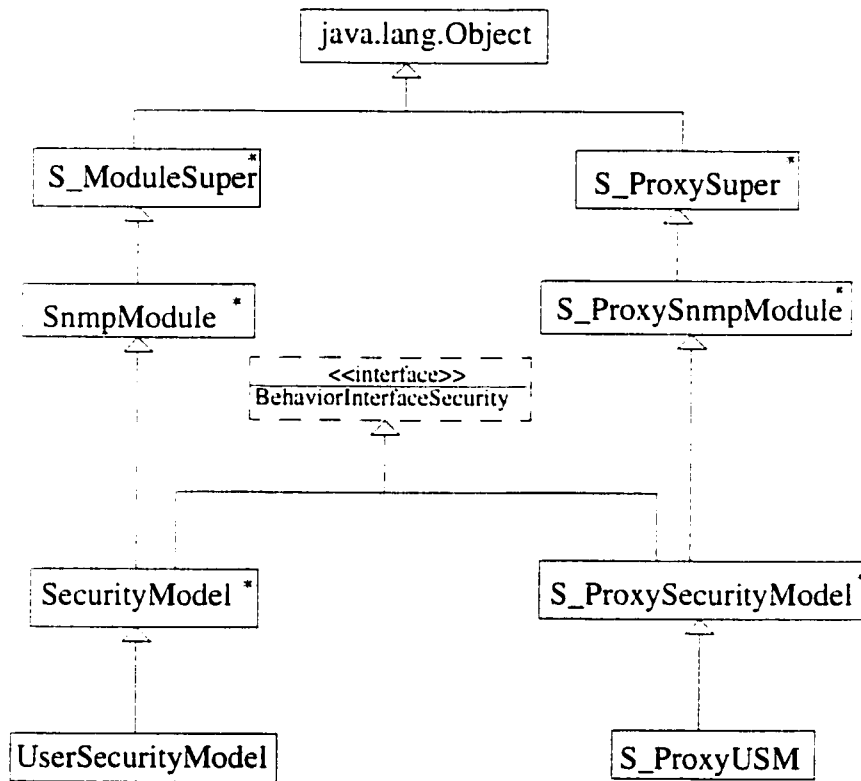 java.lang.Object
S_ModuleSuper*
S_ProxySuper*
SnmpModule *
S_ProxySnmpModule*
<<interface>>
BehaviorInterfaceSecurity
SecurityModel *
S_ProxySecurityModel*
UserSecurityModel
S_ProxyUSM